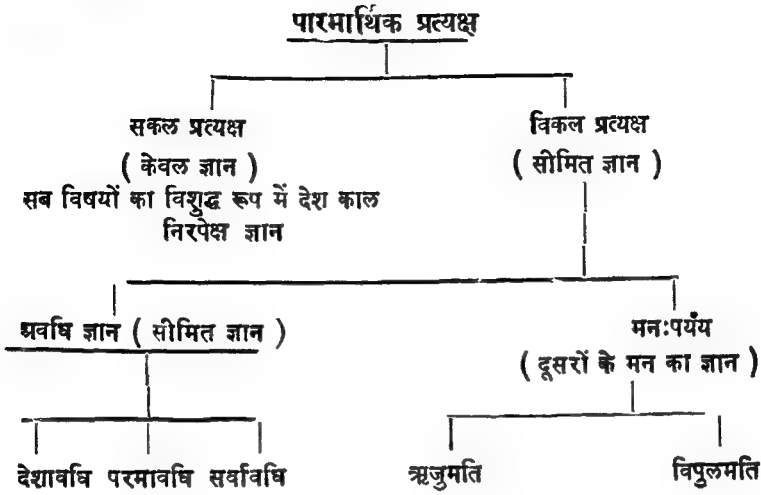 पारमार्थिक प्रत्यक्ष
सकल प्रत्यक्ष
( केवल ज्ञान )
सब विषयों का विशुद्ध रूप में देश काल
निरपेक्ष ज्ञान
विकल प्रत्यक्ष
( सीमित ज्ञान )
अवधि ज्ञान ( सीमित ज्ञान )
देशावधि परमावधि सर्वावधि
मनःपर्यय
( दूसरों के मन का ज्ञान )
ऋजुमति
विपुलमति